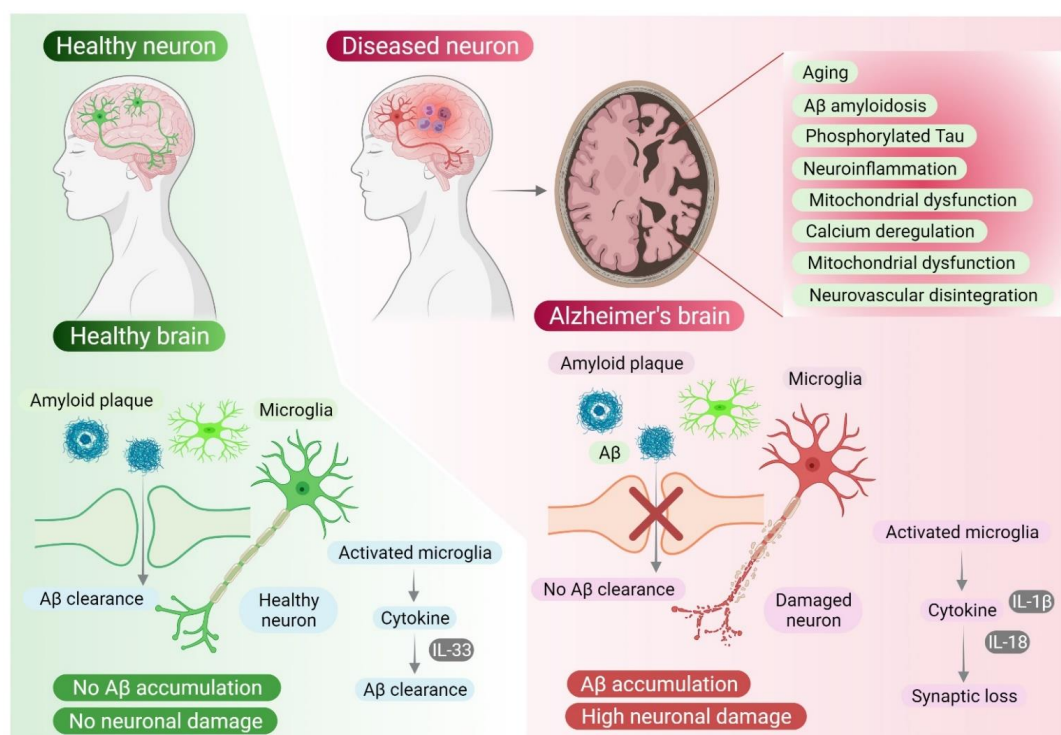 Healthy neuron
Diseased neuron
Aging
Aβ amyloidosis
Phosphorylated Tau
Neuroinflammation
Mitochondrial dysfunction
Calcium deregulation
Mitochondrial dysfunction
Neurovascular disintegration
Healthy brain
Amyloid plaque
Microglia
Aβ clearance
Healthy
neuron
Activated microglia
Cytokine
IL-33
Aβ clearance
No Aβ accumulation
No neuronal damage
Alzheimer's brain
Amyloid plaque
Microglia
Aβ
No Aβ clearance
Damaged
neuron
Activated microglia
Cytokine
IL-1β
IL-18
Synaptic loss
Aβ accumulation
High neuronal damage